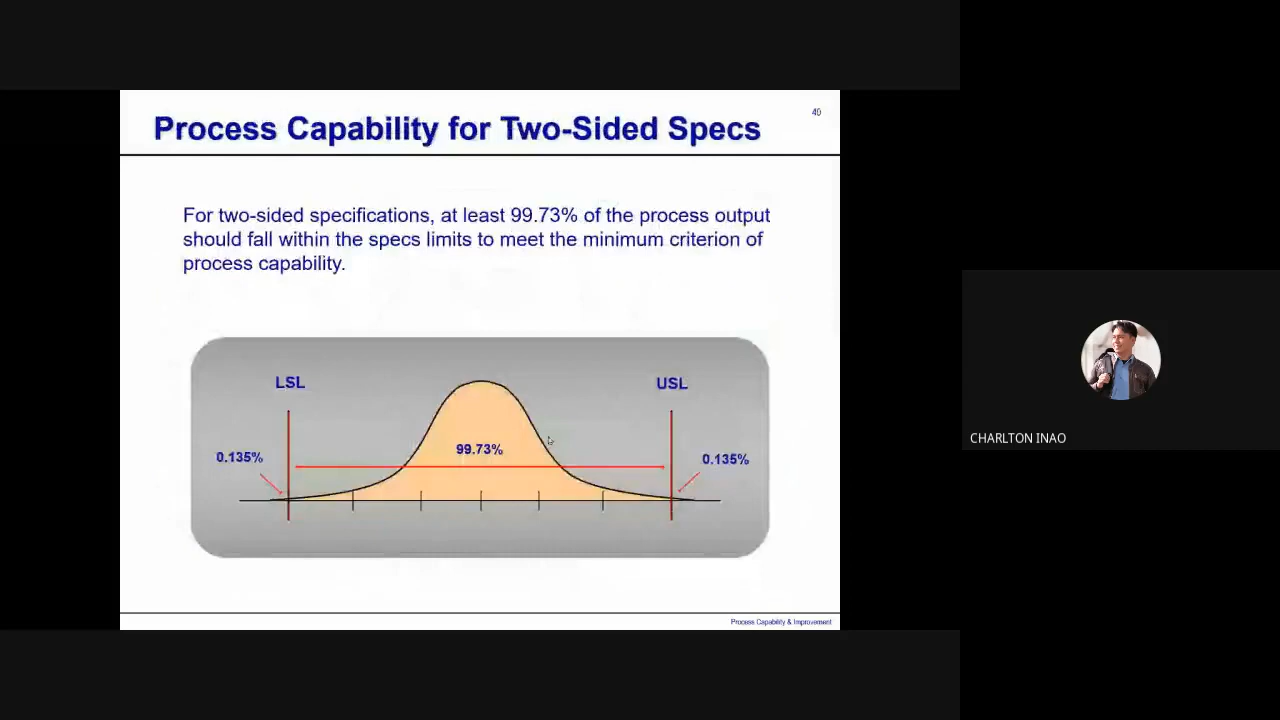 Process Capability for Two-Sided Specs
40
For two-sided specifications, at least 99.73% of the process output
should fall within the specs limits to meet the minimum criterion of
process capability.
LSL
USL
99.73%
0.135%
0.135%
Process Capability & Improvement
CHARLTON INAO